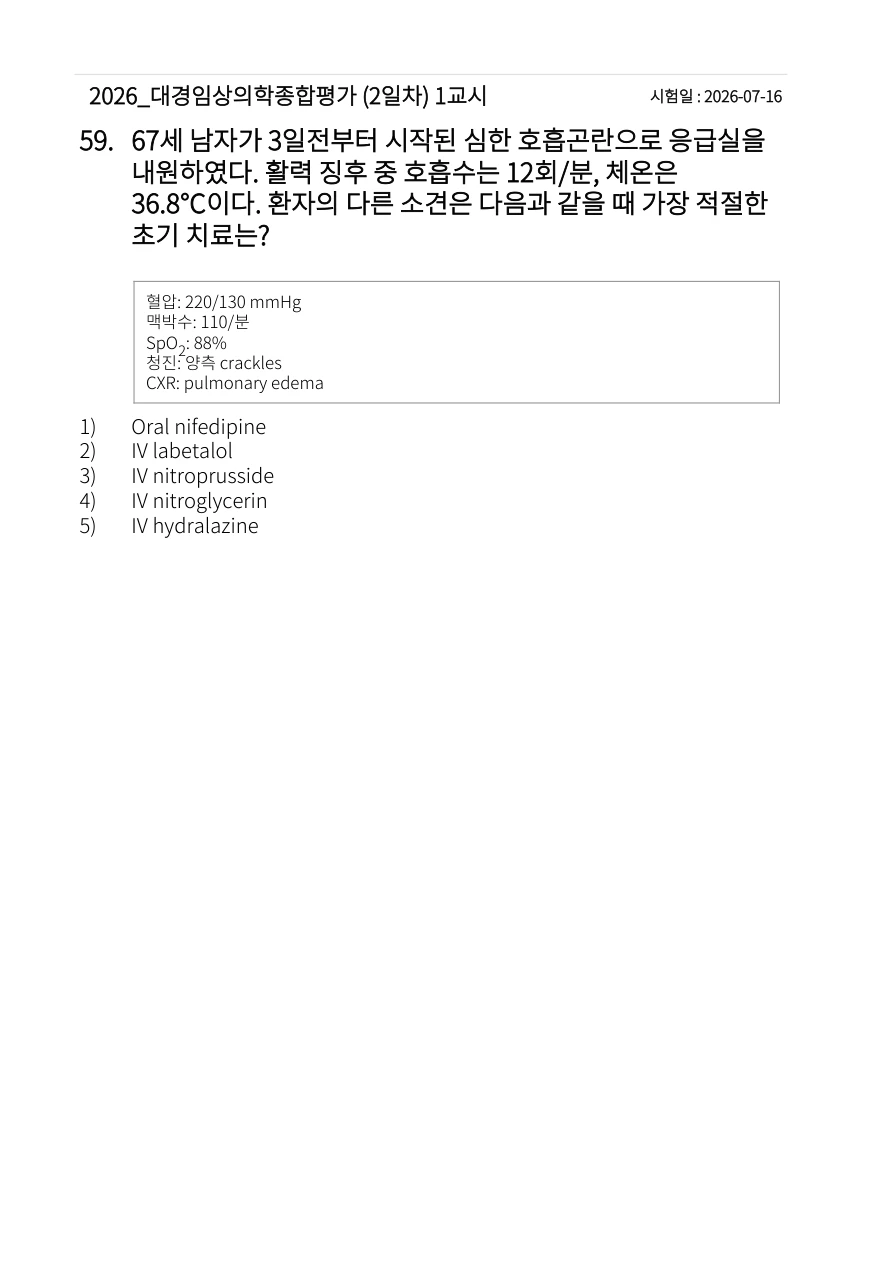 2026_대경임상의학종합평가 (2일차) 1교시
시험일 : 2026-07-16
59. 67세 남자가 3일전부터 시작된 심한 호흡곤란으로 응급실을
내원하였다. 활력 징후 중 호흡수는 12회/분, 체온은
36.8℃이다. 환자의 다른 소견은 다음과 같을 때 가장 적절한
초기 치료는?
혈압: 220/130 mmHg
맥박수: 110/분
SpO2: 88%
청진: 양측 crackles
CXR: pulmonary edema
1) Oral nifedipine
2) IV labetalol
3) IV nitroprusside
4) IV nitroglycerin
5) IV hydralazine